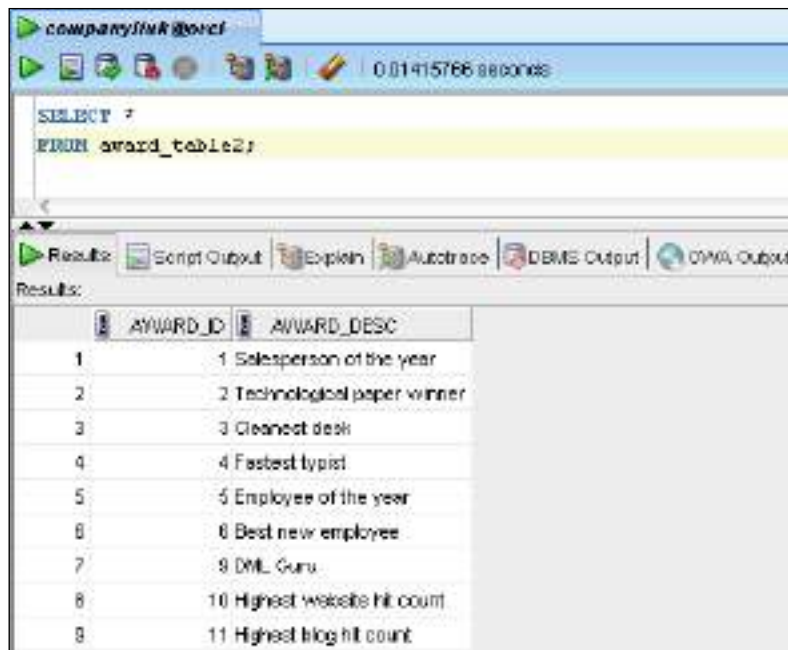 companylink@orcl
0.01415766 seconds
SELECT *
FROM award_table2;
Results Script Output Explain Autotrace DBMS Output OWA Output
Results:
AWARD_ID AWARD_DESC
1 1 Salesperson of the year
2 2 Technological paper winner
3 3 Cleanest desk
4 4 Fastest typist
5 5 Employee of the year
6 6 Best new employee
7 9 DML Guru
8 10 Highest website hit count
9 11 Highest blog hit count